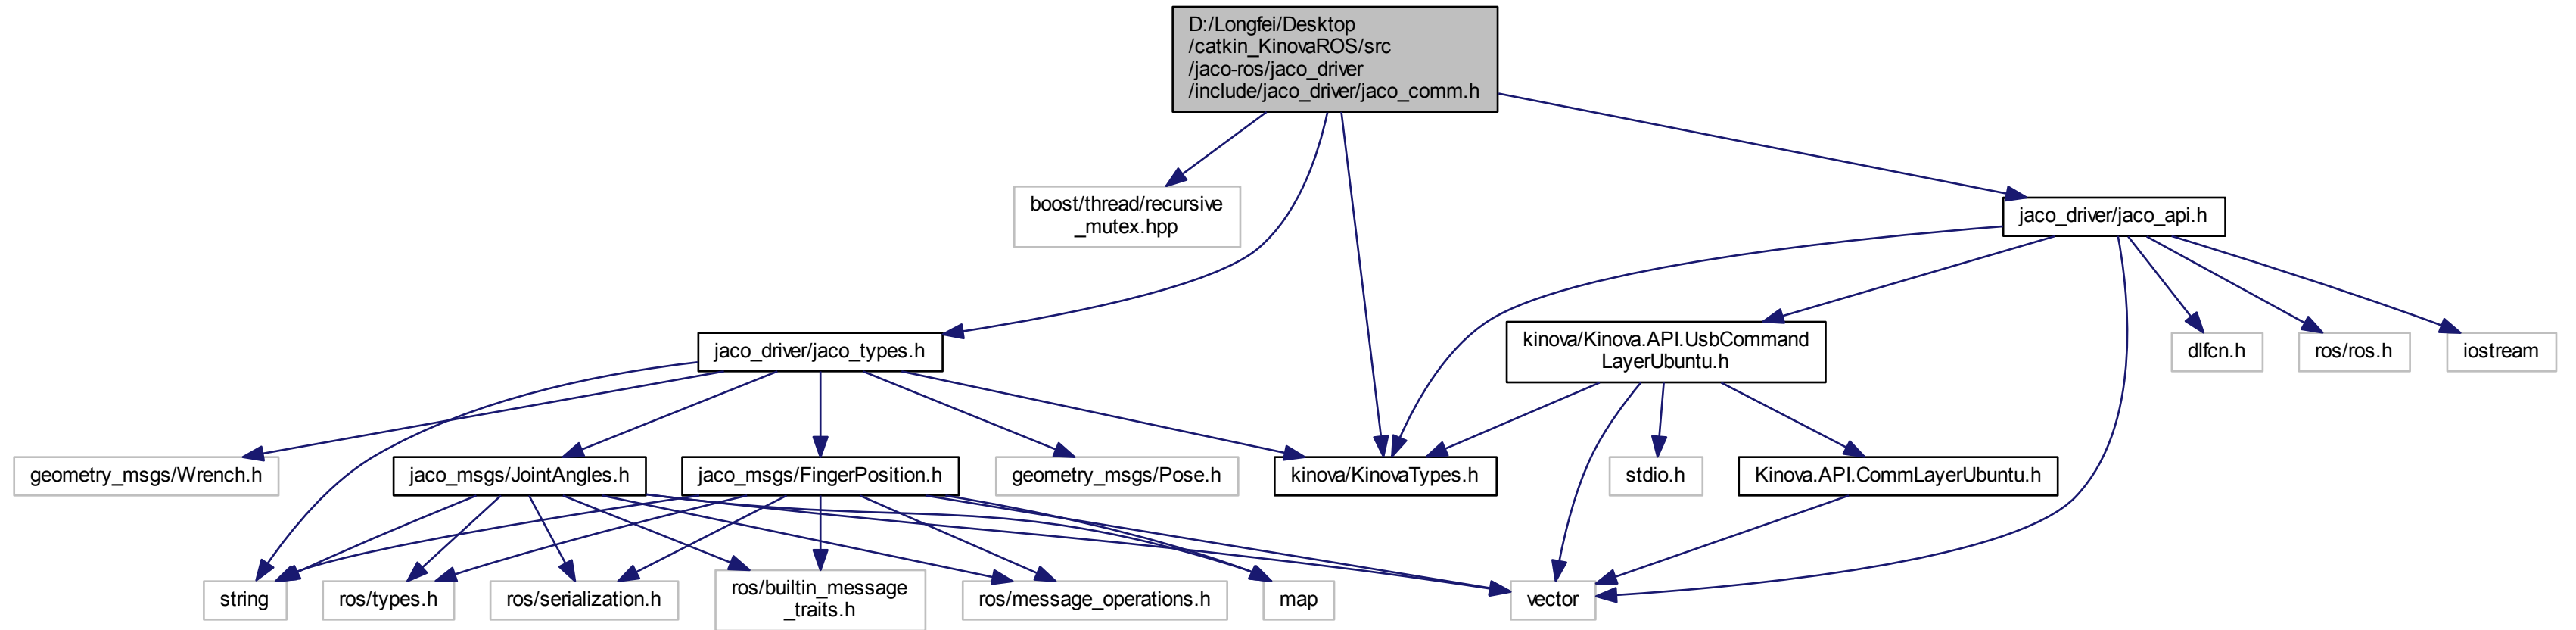 D:/Longfei/Desktop
/catkin_KinovaROS/src
/jaco-ros/jaco_driver
/include/jaco_driver/jaco_comm.h
boost/thread/recursive
_mutex.hpp
jaco_driver/jaco_api.h
jaco_driver/jaco_types.h
kinova/Kinova.API.UsbCommand
LayerUbuntu.h
dlfcn.h
ros/ros.h
iostream
geometry_msgs/Wrench.h
jaco_msgs/JointAngles.h
jaco_msgs/FingerPosition.h
geometry_msgs/Pose.h
kinova/KinovaTypes.h
stdio.h
Kinova.API.CommLayerUbuntu.h
string
ros/types.h
ros/serialization.h
ros/builtin_message
_traits.h
ros/message_operations.h
map
vector